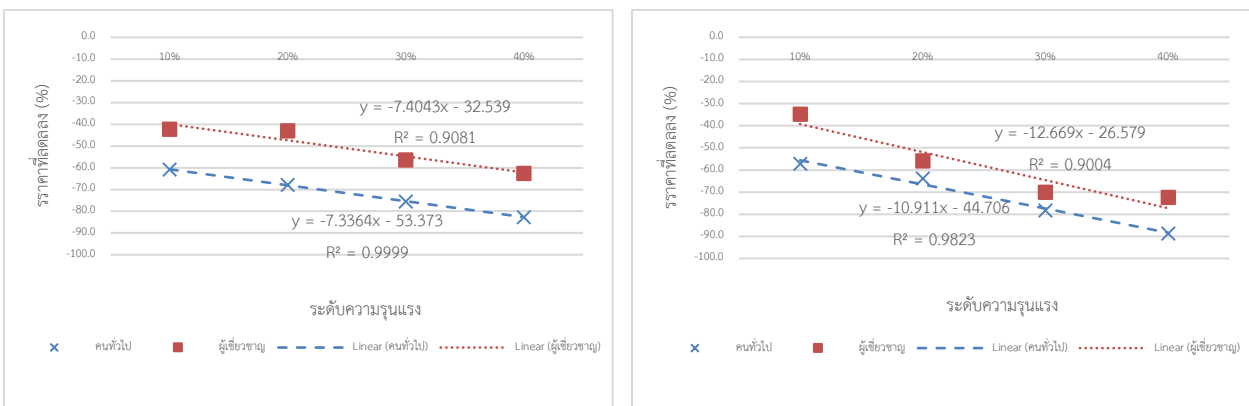 0.0
10% 20% 30% 40%
-10.0
-20.0
-30.0
y = -7.4043x - 32.539
-40.0
R² = 0.9081
-50.0
-60.0
-70.0
-80.0
y = -7.3364x - 53.373
-90.0
R² = 0.9999
-100.0
รราคาที่ลดลลง (%)
ระดับความรุนแรง
คนทั่วไป ผู้เชี่ยวชาญ Linear (คนทั่วไป) Linear (ผู้เชี่ยวชาญ)
0.0
10% 20% 30% 40%
-10.0
-20.0
-30.0
-40.0
y = -12.669x - 26.579
-50.0
R² = 0.9004
-60.0
-70.0
y = -10.911x - 44.706
-80.0
R² = 0.9823
-90.0
-100.0
รราคาที่ลดลลง (%)
ระดับความรุนแรง
คนทั่วไป ผู้เชี่ยวชาญ Linear (คนทั่วไป) Linear (ผู้เชี่ยวชาญ)